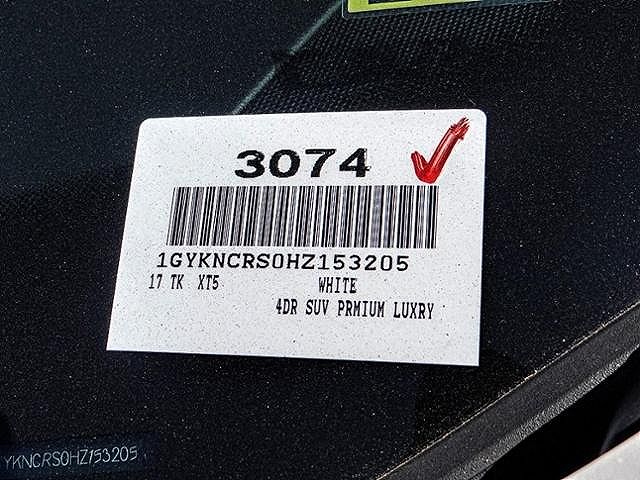 3074
1GYKNCRS0HZ153205
17 TK XT5 WHITE
4DR SUV PRMIUM LUXRY
YKNCRS0HZ153205